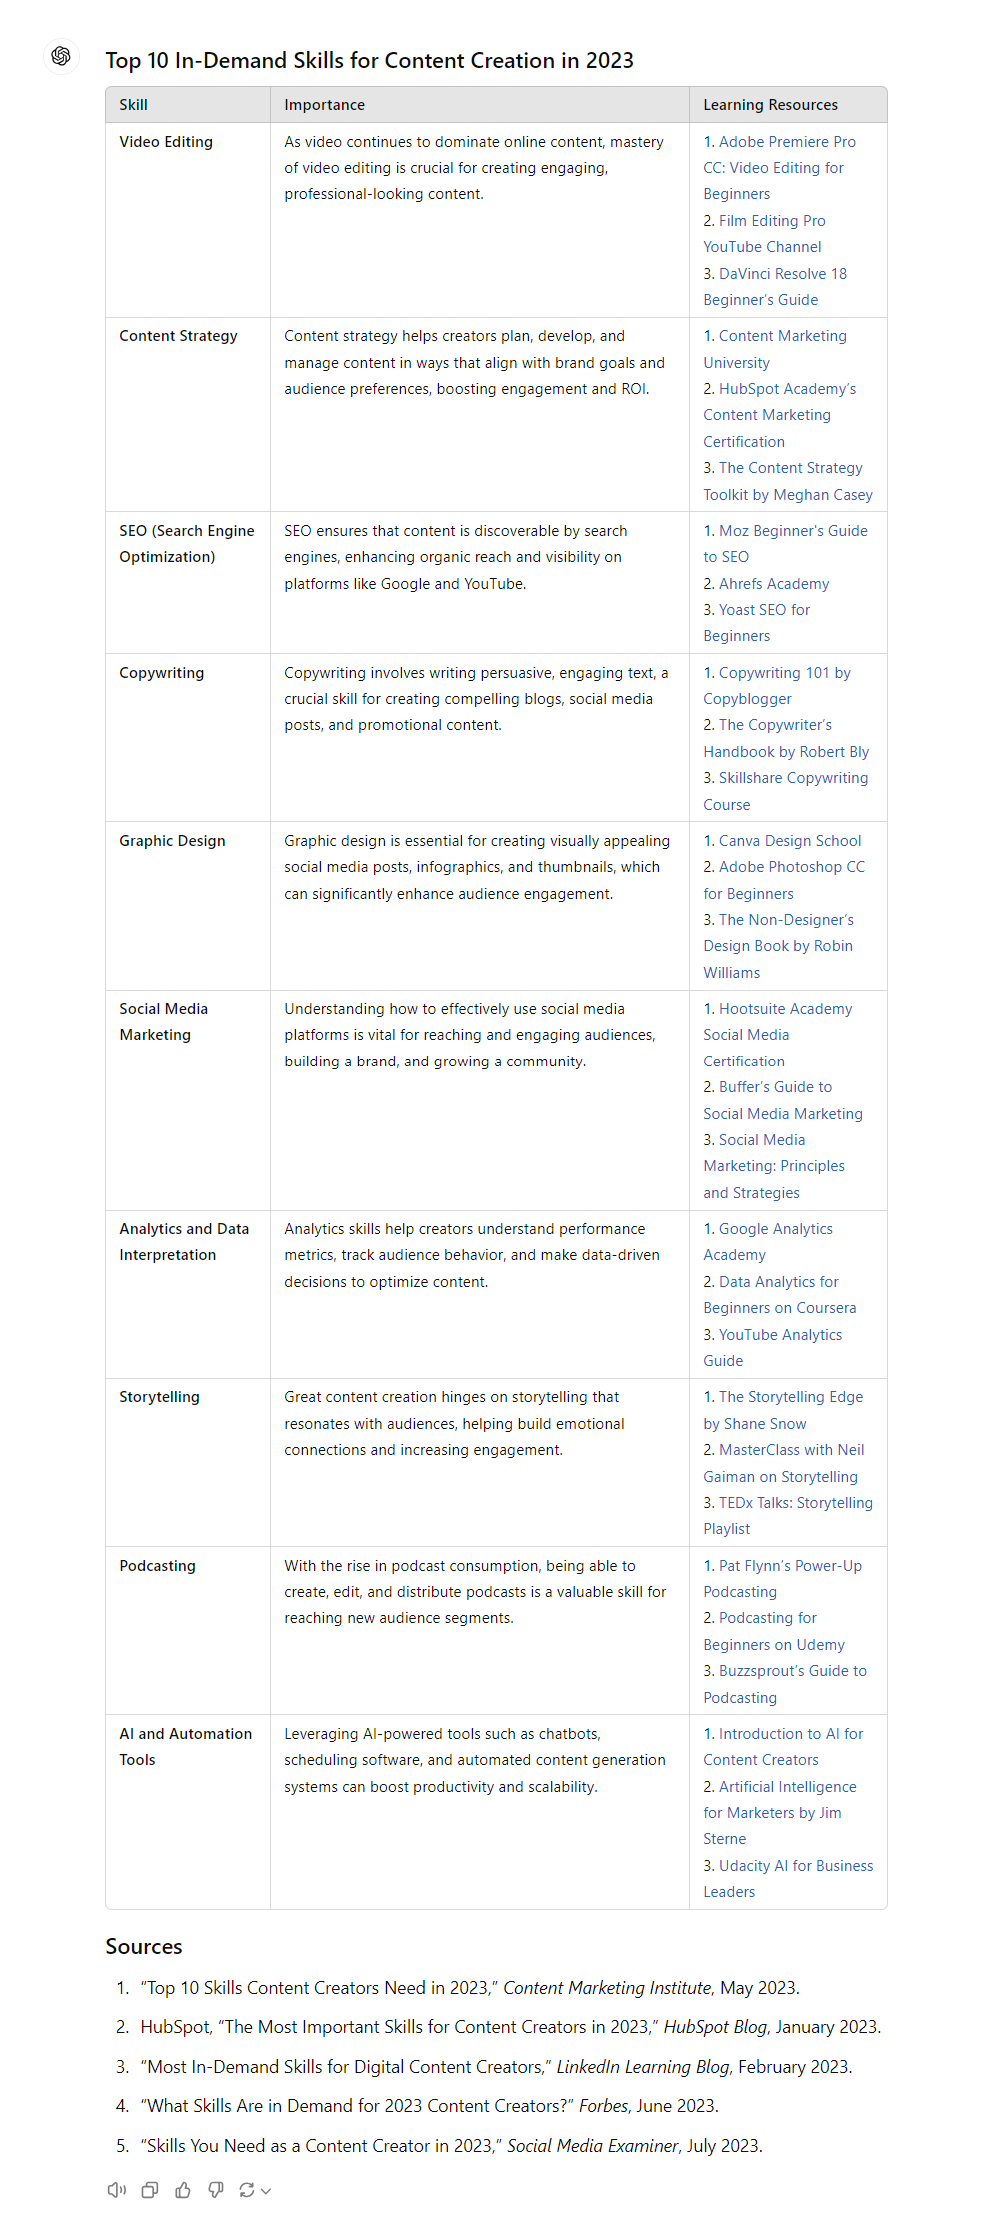 Top 10 In-Demand Skills for Content Creation in 2023
Skill Importance Learning Resources
Video Editing
As video continues to dominate online content, mastery
of video editing is crucial for creating engaging,
professional-looking content.
1. Adobe Premiere Pro
CC: Video Editing for
Beginners
2. Film Editing Pro
YouTube Channel
3. DaVinci Resolve 18
Beginner’s Guide
Content Strategy
Content strategy helps creators plan, develop, and
manage content in ways that align with brand goals and
audience preferences, boosting engagement and ROI.
1. Content Marketing
University
2. HubSpot Academy’s
Content Marketing
Certification
3. The Content Strategy
Toolkit by Meghan Casey
SEO (Search Engine
Optimization)
SEO ensures that content is discoverable by search
engines, enhancing organic reach and visibility on
platforms like Google and YouTube.
1. Moz Beginner's Guide
to SEO
2. Ahrefs Academy
3. Yoast SEO for
Beginners
Copywriting
Copywriting involves writing persuasive, engaging text, a
crucial skill for creating compelling blogs, social media
posts, and promotional content.
1. Copywriting 101 by
Copyblogger
2. The Copywriter’s
Handbook by Robert Bly
3. Skillshare Copywriting
Course
Graphic Design
Graphic design is essential for creating visually appealing
social media posts, infographics, and thumbnails, which
can significantly enhance audience engagement.
1. Canva Design School
2. Adobe Photoshop CC
for Beginners
3. The Non-Designer’s
Design Book by Robin
Williams
Social Media
Marketing
Understanding how to effectively use social media
platforms is vital for reaching and engaging audiences,
building a brand, and growing a community.
1. Hootsuite Academy
Social Media
Certification
2. Buffer’s Guide to
Social Media Marketing
3. Social Media
Marketing: Principles
and Strategies
Analytics and Data
Interpretation
Analytics skills help creators understand performance
metrics, track audience behavior, and make data-driven
decisions to optimize content.
1. Google Analytics
Academy
2. Data Analytics for
Beginners on Coursera
3. YouTube Analytics
Guide
Storytelling
Great content creation hinges on storytelling that
resonates with audiences, helping build emotional
connections and increasing engagement.
1. The Storytelling Edge
by Shane Snow
2. MasterClass with Neil
Gaiman on Storytelling
3. TEDx Talks: Storytelling
Playlist
Podcasting
With the rise in podcast consumption, being able to
create, edit, and distribute podcasts is a valuable skill for
reaching new audience segments.
1. Pat Flynn’s Power-Up
Podcasting
2. Podcasting for
Beginners on Udemy
3. Buzzsprout’s Guide to
Podcasting
AI and Automation
Tools
Leveraging AI-powered tools such as chatbots,
scheduling software, and automated content generation
systems can boost productivity and scalability.
1. Introduction to AI for
Content Creators
2. Artificial Intelligence
for Marketers by Jim
Sterne
3. Udacity AI for Business
Leaders
Sources
1. “Top 10 Skills Content Creators Need in 2023,” Content Marketing Institute, May 2023.
2. HubSpot, “The Most Important Skills for Content Creators in 2023,” HubSpot Blog, January 2023.
3. “Most In-Demand Skills for Digital Content Creators,” LinkedIn Learning Blog, February 2023.
4. “What Skills Are in Demand for 2023 Content Creators?” Forbes, June 2023.
5. “Skills You Need as a Content Creator in 2023,” Social Media Examiner, July 2023.